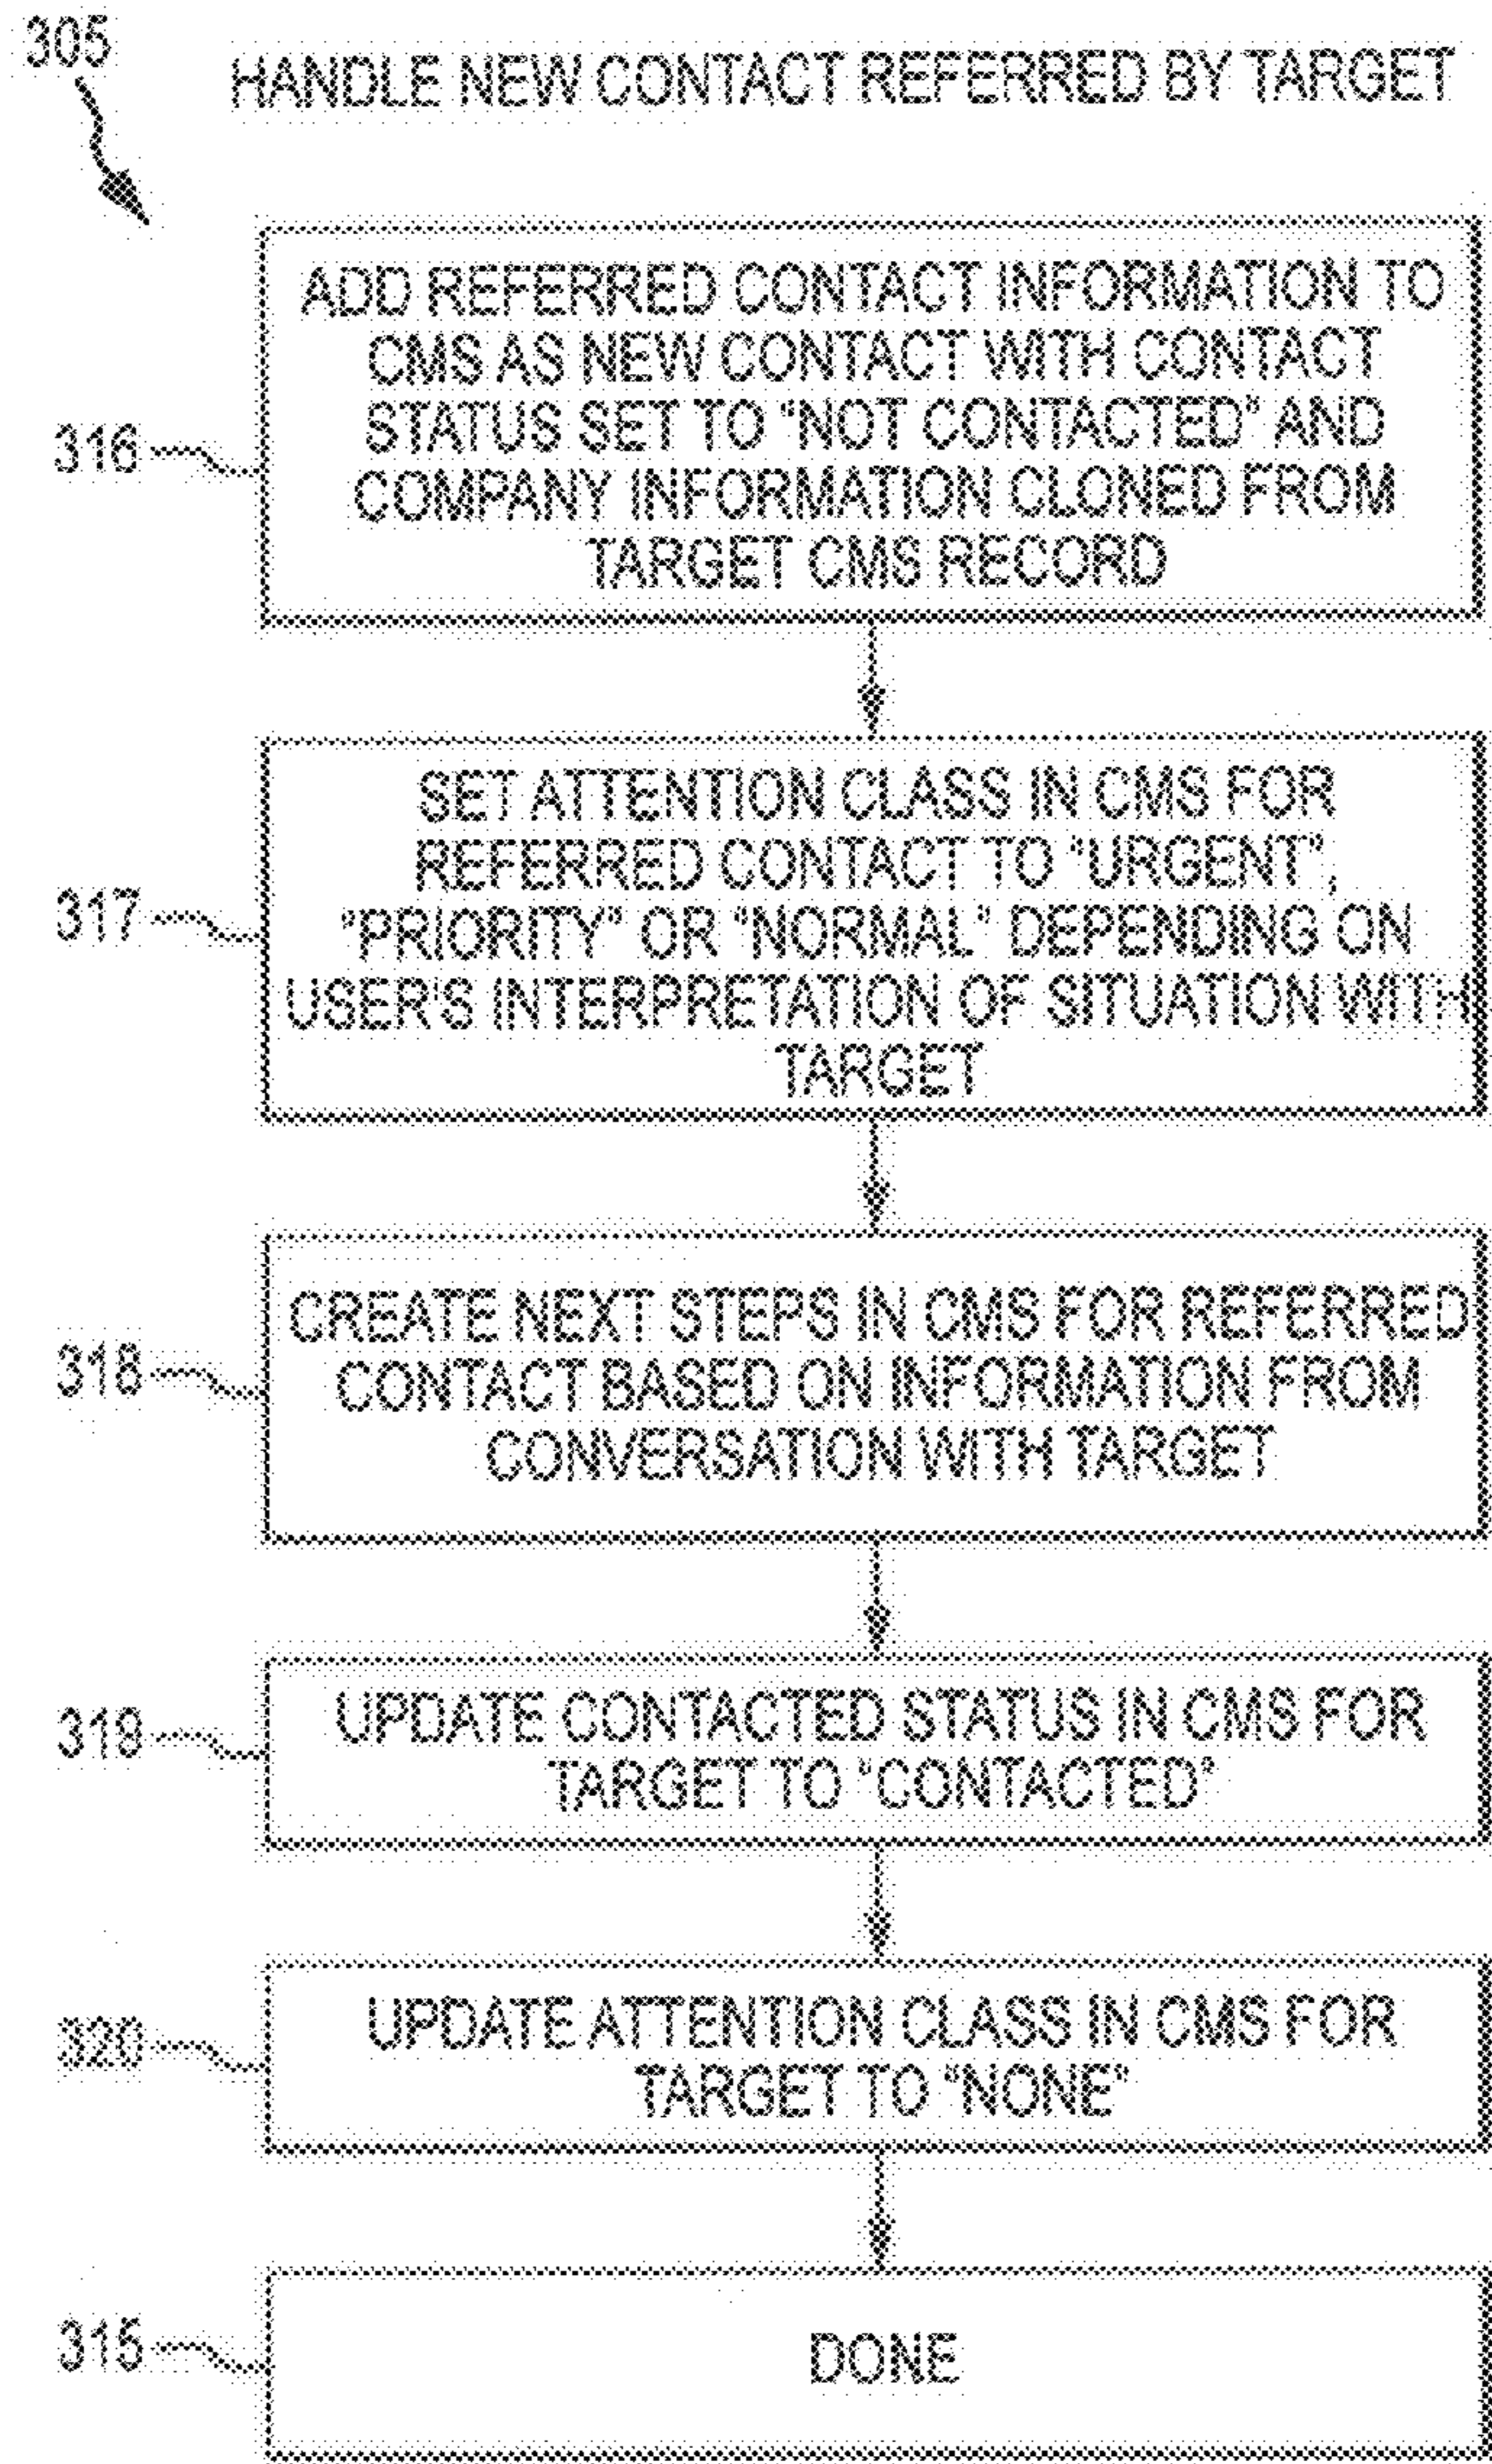 305
HANDLE NEW CONTACT REFERRED BY TARGET
ADD REFERRED CONTACT INFORMATION TO
CMS AS NEW CONTACT WITH CONTACT
STATUS SET TO "NOT CONTACTED" AND
COMPANY INFORMATION CLONED FROM
TARGET CMS RECORD
316
SET ATTENTION CLASS IN CMS FOR
REFERRED CONTACT TO "URGENT",
"PRIORITY" OR "NORMAL" DEPENDING ON
USER'S INTERPRETATION OF SITUATION WITH
TARGET
317
CREATE NEXT STEPS IN CMS FOR REFERRED
CONTACT BASED ON INFORMATION FROM
CONVERSATION WITH TARGET
318
UPDATE CONTACTED STATUS IN CMS FOR
TARGET TO "CONTACTED"
319
UPDATE ATTENTION CLASS IN CMS FOR
TARGET TO "NONE"
320
DONE
315